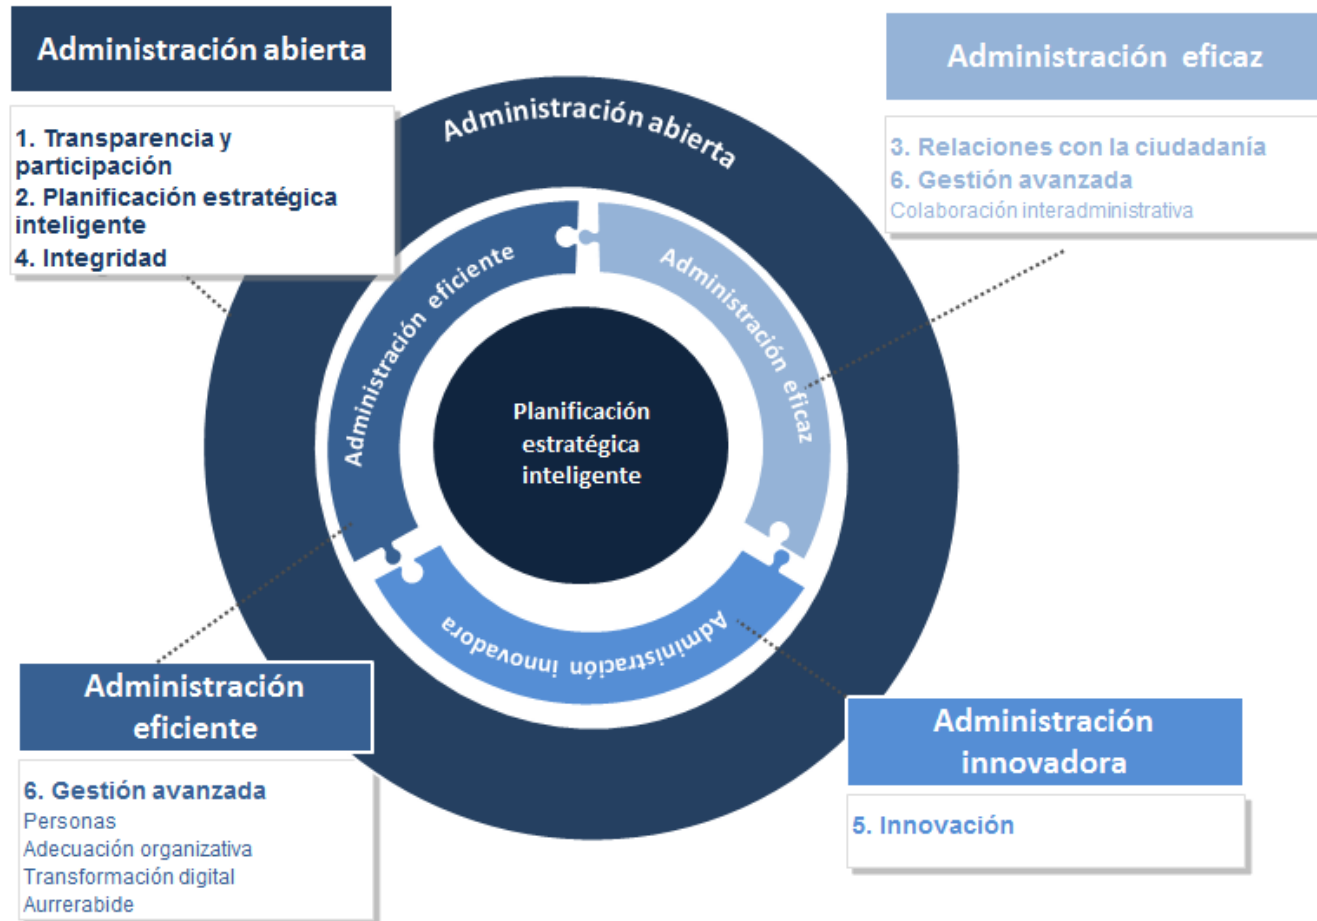 Administración abierta
1. Transparencia y
participación
2. Planificación estratégica
inteligente
4. Integridad
Administración eficaz
3. Relaciones con la ciudadanía
6. Gestión avanzada
Colaboración interadministrativa
Administración abierta
Administración eficiente
Administración eficaz
Planificación
estratégica
inteligente
Administración innovadora
Administración
eficiente
6. Gestión avanzada
Personas
Adecuación organizativa
Transformación digital
Aurrerabide
Administración
innovadora
5. Innovación